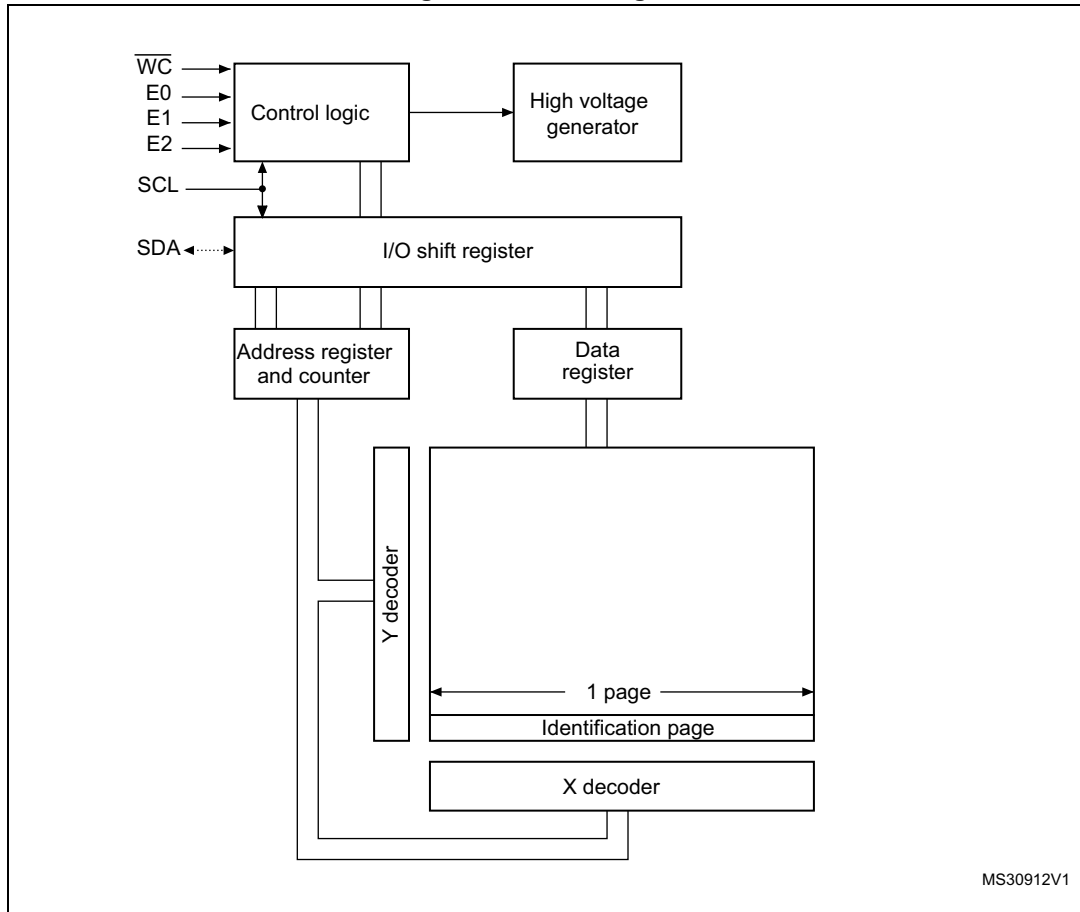 WC
E0
E1
E2
SCL
SDA
Control logic
High voltage
generator
I/O shift register
Address register
and counter
Data
register
Y decoder
1 page
Identification page
X decoder
MS30912V1